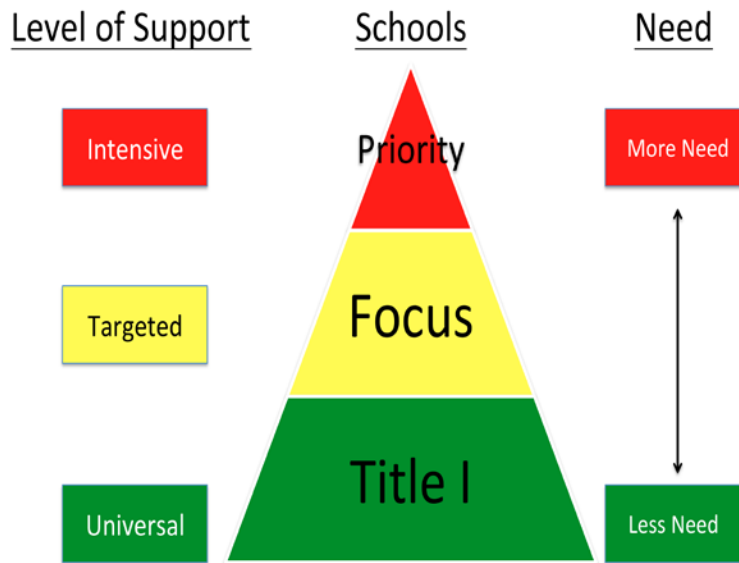 Level of Support
Schools
Need
Intensive
Priority
More Need
Targeted
Focus
Universal
Title I
Less Need